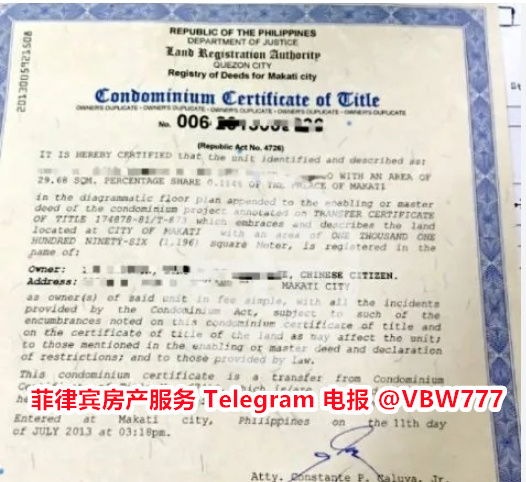 REPUBLIC OF THE PHILIPPINES
DEPARTMENT OF JUSTICE
Land Registration Authority
QUEZON CITY
Registry of Deeds for Makati city
Condominium Certificate of Title
OWNER'S DUPLICATE • OWNER'S DUPLICATE • OWNER'S DUPLICATE • OWNER'S DUPLICATE
No. 006-
(Republic Act No. 4726)
IT IS HEREBY CERTIFIED that the unit identified and described as:
WITH AN AREA OF
29.68 SQM. PERCENTAGE SHARE 0.114% OF THE PALACE OF MAKATI
in the diagrammatic floor plan appended to the enabling or master
deed of the condominium project annotated on TRANSFER CERTIFICATE
OF TITLE which embraces and describes the land
located at CITY OF MAKATI with an area of ONE THOUSAND ONE
HUNDRED NINETY-SIX (1,196) Square Meter, is registered in the
name of:
Owner: CHINESE CITIZEN.
Address: MAKATI CITY
as owner(s) of said unit in fee simple, with all the incidents
provided by the Condominium Act, subject to such of the
encumbrances noted on this condominium certificate of title and
on the certificate of title of the land as may affect the unit;
to those mentioned in the enabling or master deed and declaration
of restrictions; and to those provided by Law.
This condominium certificate is a transfer from Condominium
菲律宾房产服务 Telegram 电报 @VBW777
Entered at Makati city, Philippines on the 11th day
of JULY 2013 at 03:18pm.
Atty. Constante P. Caluya, Jr.